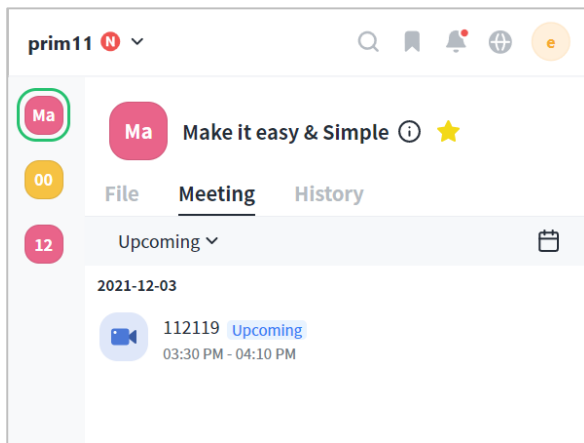 prim11 N
e
Ma
00
12
Ma Make it easy & Simple
File Meeting History
Upcoming
2021-12-03
112119 Upcoming
03:30 PM - 04:10 PM